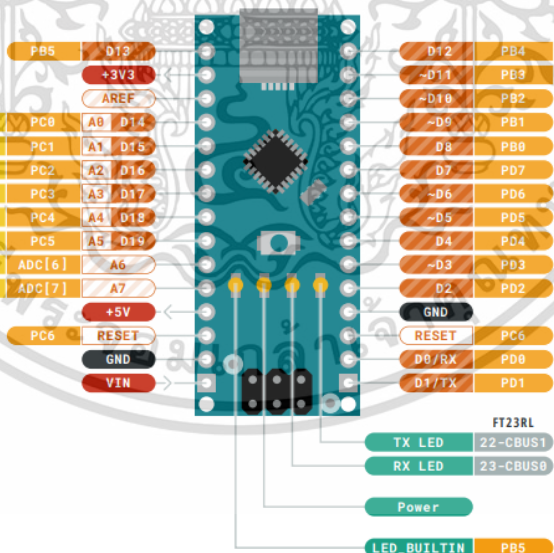 PB5 D13 D12 PB4
+3V3 ~D11 PB3
AREF ~D10 PB2
PC0 A0 D14 ~D9 PB1
PC1 A1 D15 D8 PB0
PC2 A2 D16 D7 PD7
PC3 A3 D17 ~D6 PD6
PC4 A4 D18 ~D5 PD5
PC5 A5 D19 D4 PD4
ADC[6] A6 ~D3 PD3
ADC[7] A7 D2 PD2
+5V GND
PC6 RESET RESET PC6
GND D0/RX PD0
VIN D1/TX PD1
FT23RL
TX LED 22-CBUS1
RX LED 23-CBUS0
Power
LED_BUILTIN PB5